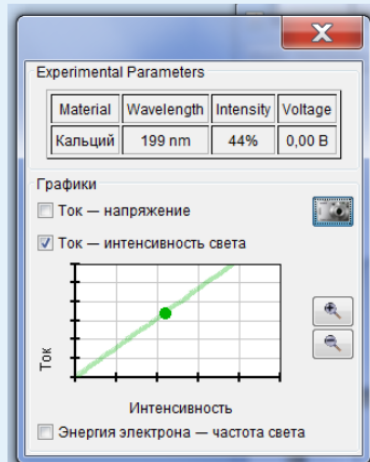 Experimental Parameters
Material Wavelength Intensity Voltage
Кальций 199 nm 44% 0,00 В
Графики
Ток — напряжение
Ток — интенсивность света
Ток
Интенсивность
Энергия электрона — частота света